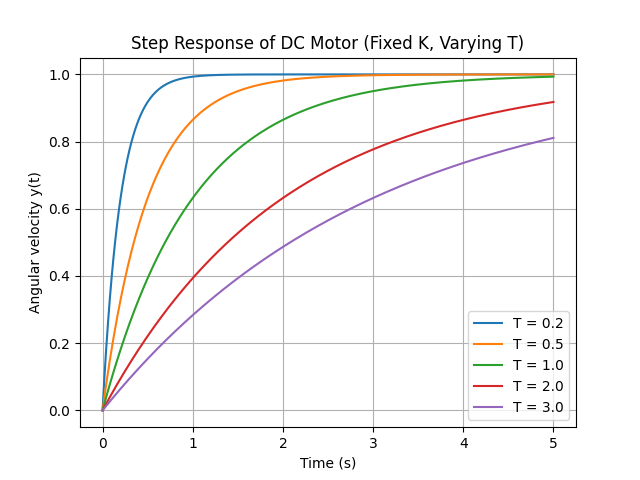 Step Response of DC Motor (Fixed K, Varying T)
Angular velocity y(t)
1.0
0.8
0.6
0.4
0.2
0.0
T = 0.2
T = 0.5
T = 1.0
T = 2.0
T = 3.0
0 1 2 3 4 5
Time (s)